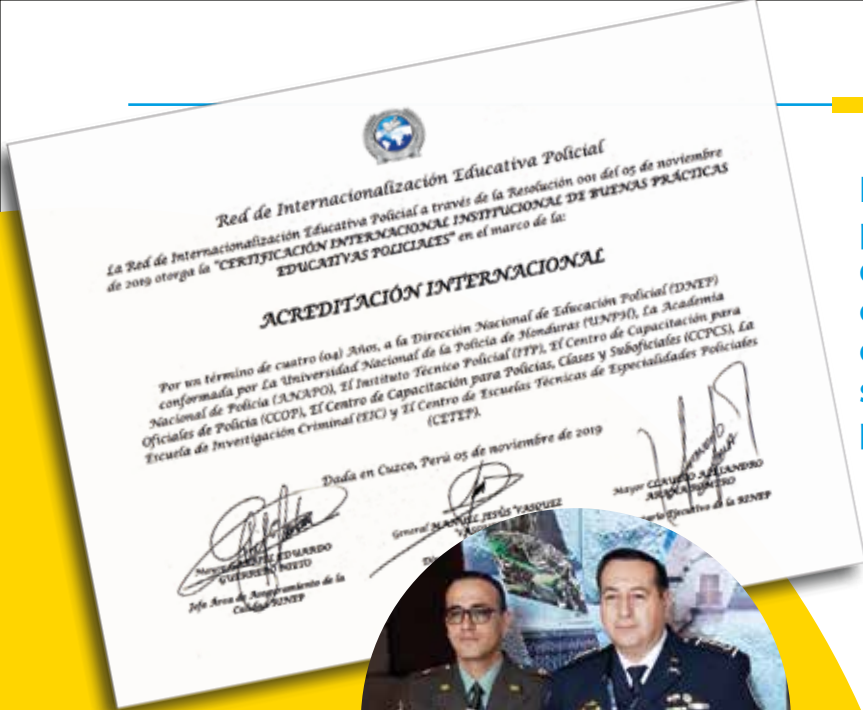 Red de Internacionalización Educativa Policial
La Red de Internacionalización Educativa Policial a través de la Resolución 001 del 05 de noviembre
de 2019 otorga la "CERTIFICACIÓN INTERNACIONAL INSTITUCIONAL DE BUENAS PRÁCTICAS
EDUCATIVAS POLICIALES" en el marco de la:
ACREDITACIÓN INTERNACIONAL
Por un término de cuatro (04) Años, a la Dirección Nacional de Educación Policial (DNEP)
conformada por La Universidad Nacional de la Policía de Honduras (UNPH), La Academia
Nacional de Policía (ANAPO), El Instituto Técnico Policial (ITP), El Centro de Capacitación para
Oficiales de Policía (CCOP), El Centro de Capacitación para Policías, Clases y Suboficiales (CCPCS), La
Escuela de Investigación Criminal (EIC) y El Centro de Escuelas Técnicas de Especialidades Policiales
(CETEP).
Dada en Cuzco, Perú 05 de noviembre de 2019
EDUARDO
GUERRERO NIETO
Jefe Área de Aseguramiento de la
Calidad RINEP
General MANUEL JESÚS VASQUEZ
Mayor CLAUDIO ALEJANDRO
Ejecutivo de la RINEP